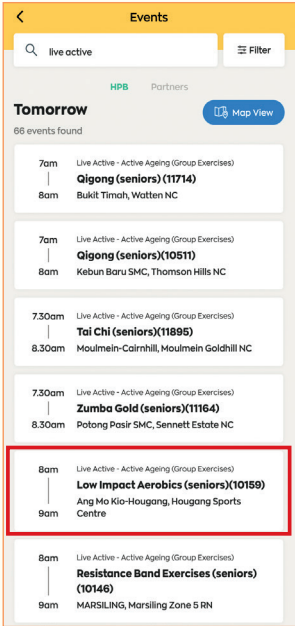 Events
live active
Filter
HPB Partners
Tomorrow
Map View
66 events found
7am Live Active - Active Ageing (Group Exercises)
Qigong (seniors) (11714)
8am Bukit Timah, Watten NC
7am Live Active - Active Ageing (Group Exercises)
Qigong (seniors)(10511)
8am Kebun Baru SMC, Thomson Hills NC
7.30am Live Active - Active Ageing (Group Exercises)
Tai Chi (seniors)(11895)
8.30am Moulmein-Cairnhill, Moulmein Goldhill NC
7.30am Live Active - Active Ageing (Group Exercises)
Zumba Gold (seniors)(11164)
8.30am Potong Pasir SMC, Sennett Estate NC
8am Live Active - Active Ageing (Group Exercises)
Low Impact Aerobics (seniors)(10159)
Ang Mo Kio-Hougang, Hougang Sports
9am Centre
8am Live Active - Active Ageing (Group Exercises)
Resistance Band Exercises (seniors)
(10146)
9am MARSILING, Marsiling Zone 5 RN